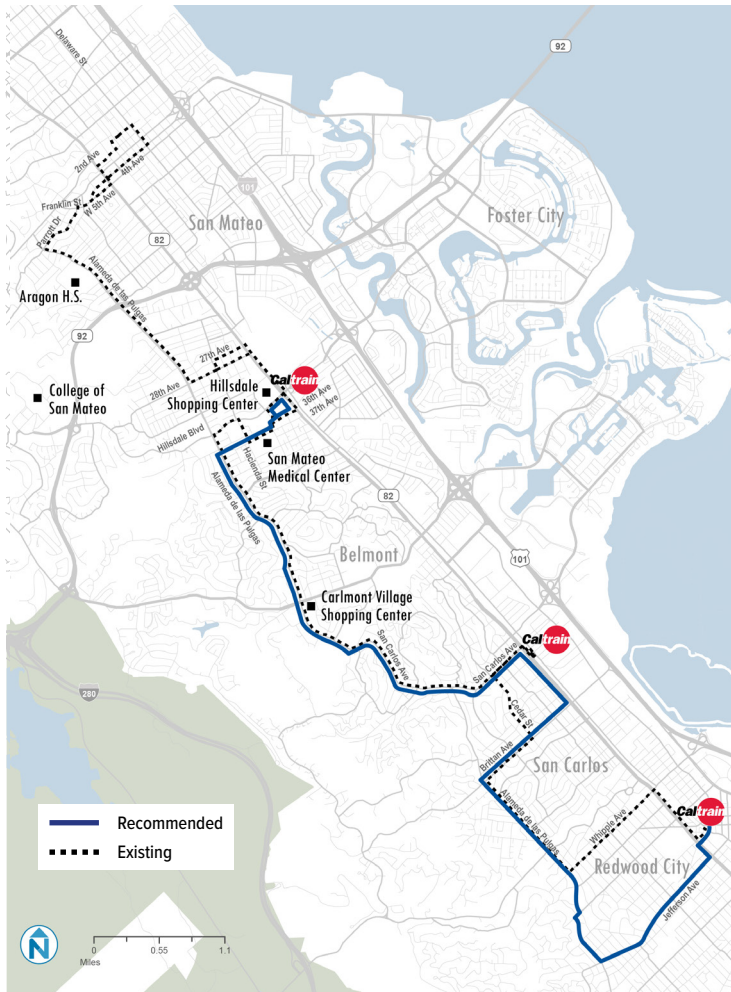 Delaware St
92
2nd Ave
4th Ave
W 5th Ave
Franklin St
Parrott Dr
101
San Mateo
Foster City
82
Aragon H.S.
Alameda de las Pulgas
92
27th Ave
28th Ave
Caltrain
College of
San Mateo
Hillsdale
Shopping Center
36th Ave
37th Ave
Hillsdale Blvd
Hacienda St
San Mateo
Medical Center
Alameda de las Pulgas
82
Belmont
101
Carlmont Village
Shopping Center
San Carlos Ave
San Carlos Ave
Caltrain
280
Cedar St
Brittan Ave
San Carlos
Alameda de las Pulgas
Whipple Ave
Caltrain
Redwood City
Jefferson Ave
Recommended
Existing
N
0 0.55 1.1
Miles